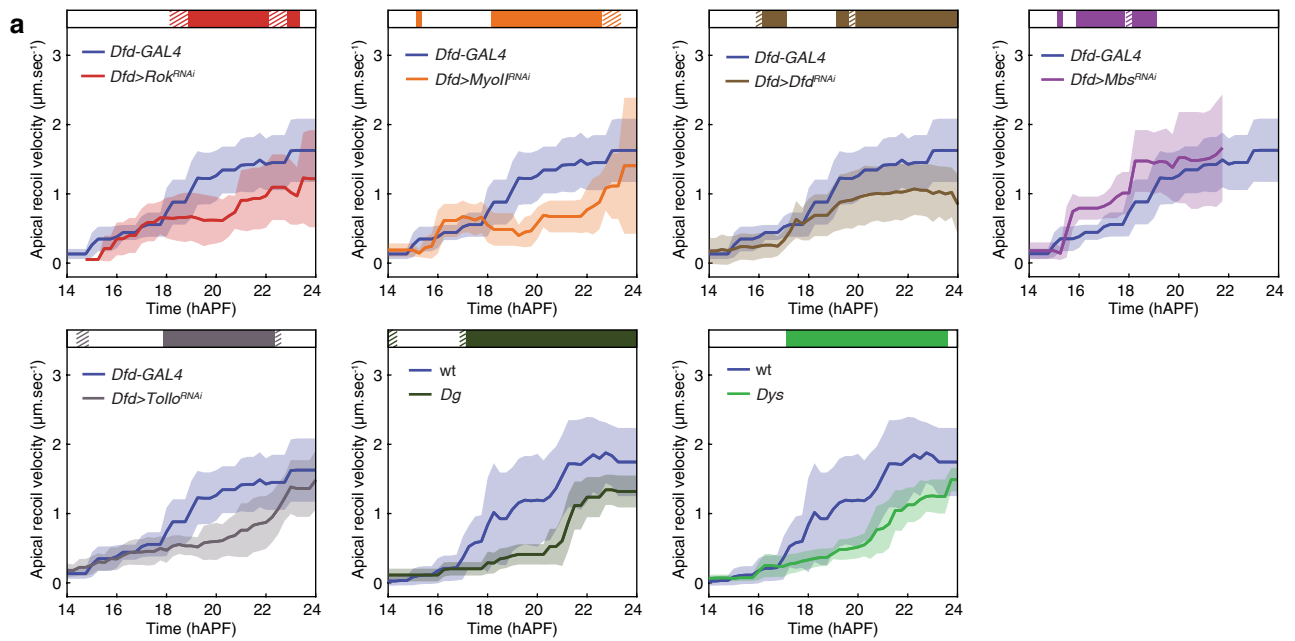 a
Apical recoil velocity (µm.sec⁻¹)
3
2
1
0
Dfd-GAL4
Dfd>Rok^RNAi
14 16 18 20 22 24
Time (hAPF)
Apical recoil velocity (µm.sec⁻¹)
3
2
1
0
Dfd-GAL4
Dfd>MyoII^RNAi
14 16 18 20 22 24
Time (hAPF)
Apical recoil velocity (µm.sec⁻¹)
3
2
1
0
Dfd-GAL4
Dfd>Dfd^RNAi
14 16 18 20 22 24
Time (hAPF)
Apical recoil velocity (µm.sec⁻¹)
3
2
1
0
Dfd-GAL4
Dfd>Mbs^RNAi
14 16 18 20 22 24
Time (hAPF)
Apical recoil velocity (µm.sec⁻¹)
3
2
1
0
Dfd-GAL4
Dfd>Tollo^RNAi
14 16 18 20 22 24
Time (hAPF)
Apical recoil velocity (µm.sec⁻¹)
3
2
1
0
wt
Dg
14 16 18 20 22 24
Time (hAPF)
Apical recoil velocity (µm.sec⁻¹)
3
2
1
0
wt
Dys
14 16 18 20 22 24
Time (hAPF)